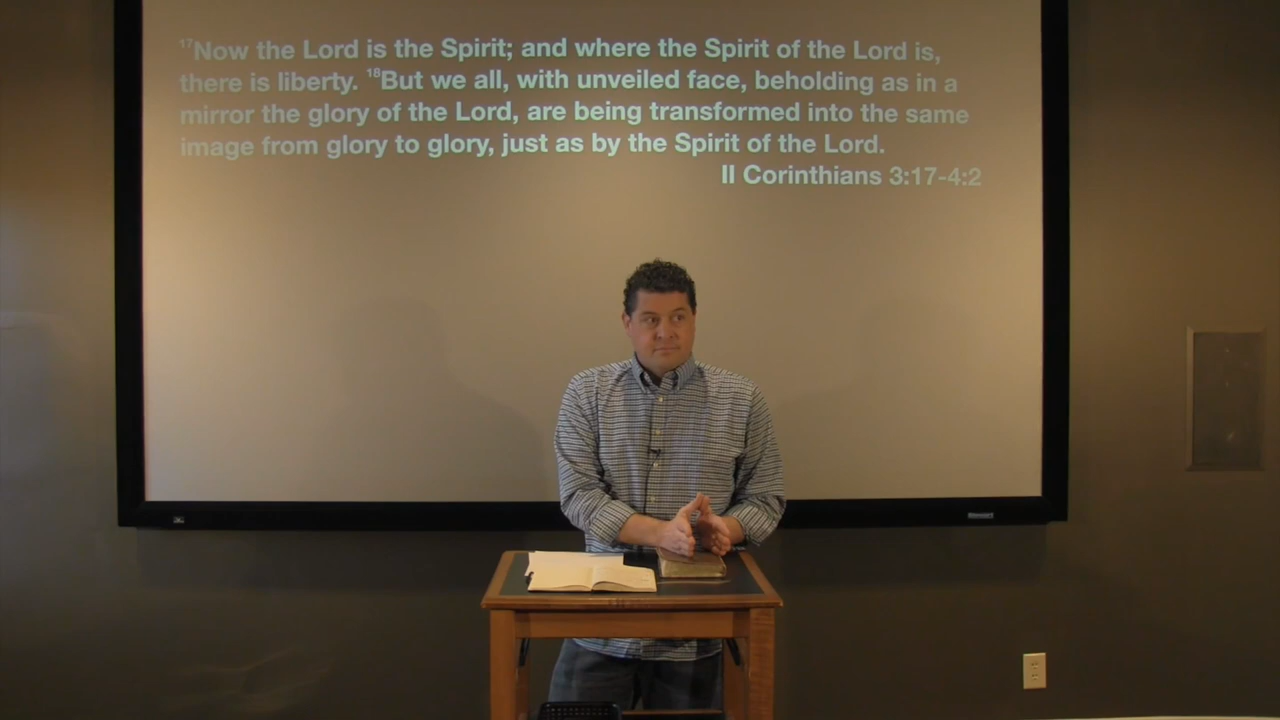 ¹⁷Now the Lord is the Spirit; and where the Spirit of the Lord is,
there is liberty. ¹⁸But we all, with unveiled face, beholding as in a
mirror the glory of the Lord, are being transformed into the same
image from glory to glory, just as by the Spirit of the Lord.
II Corinthians 3:17-4:2